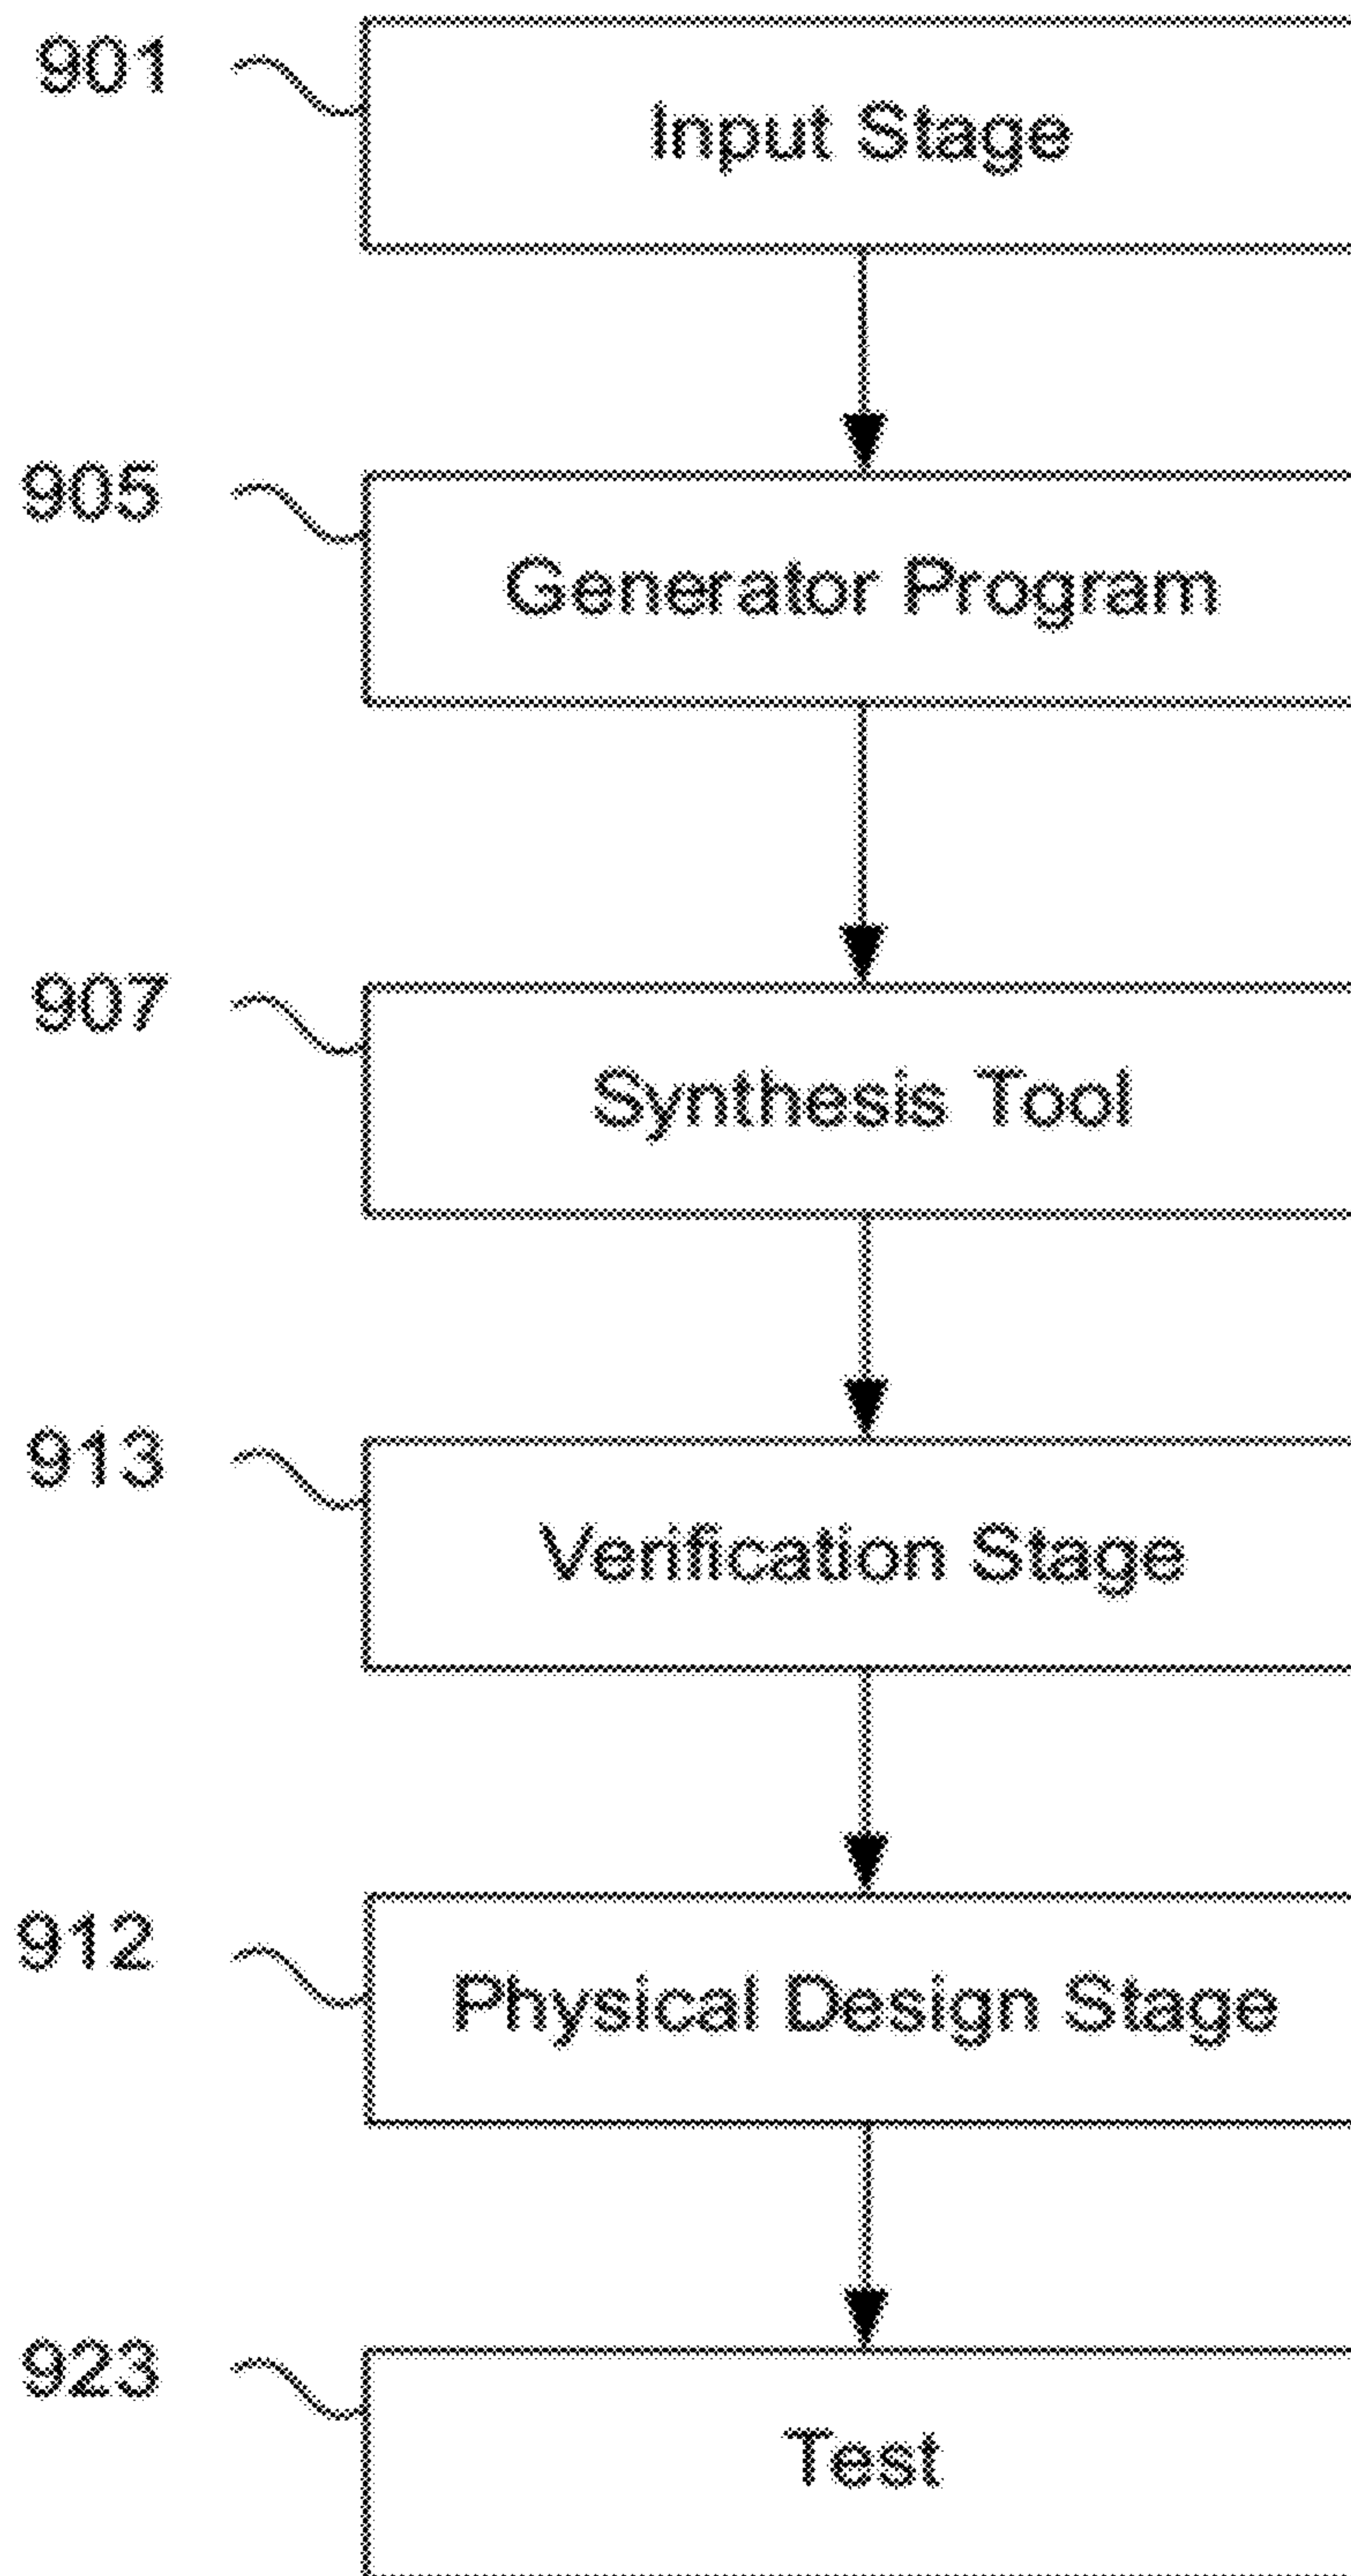 901
Input Stage
905
Generator Program
907
Synthesis Tool
913
Verification Stage
912
Physical Design Stage
923
Test